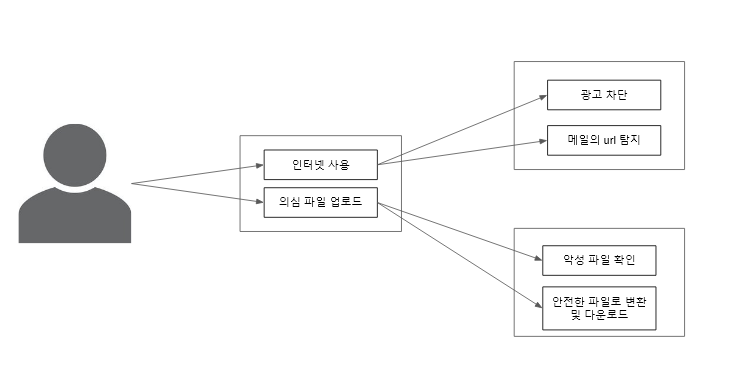 광고 차단
메일의 url 탐지
인터넷 사용
의심 파일 업로드
악성 파일 확인
안전한 파일로 변환
및 다운로드